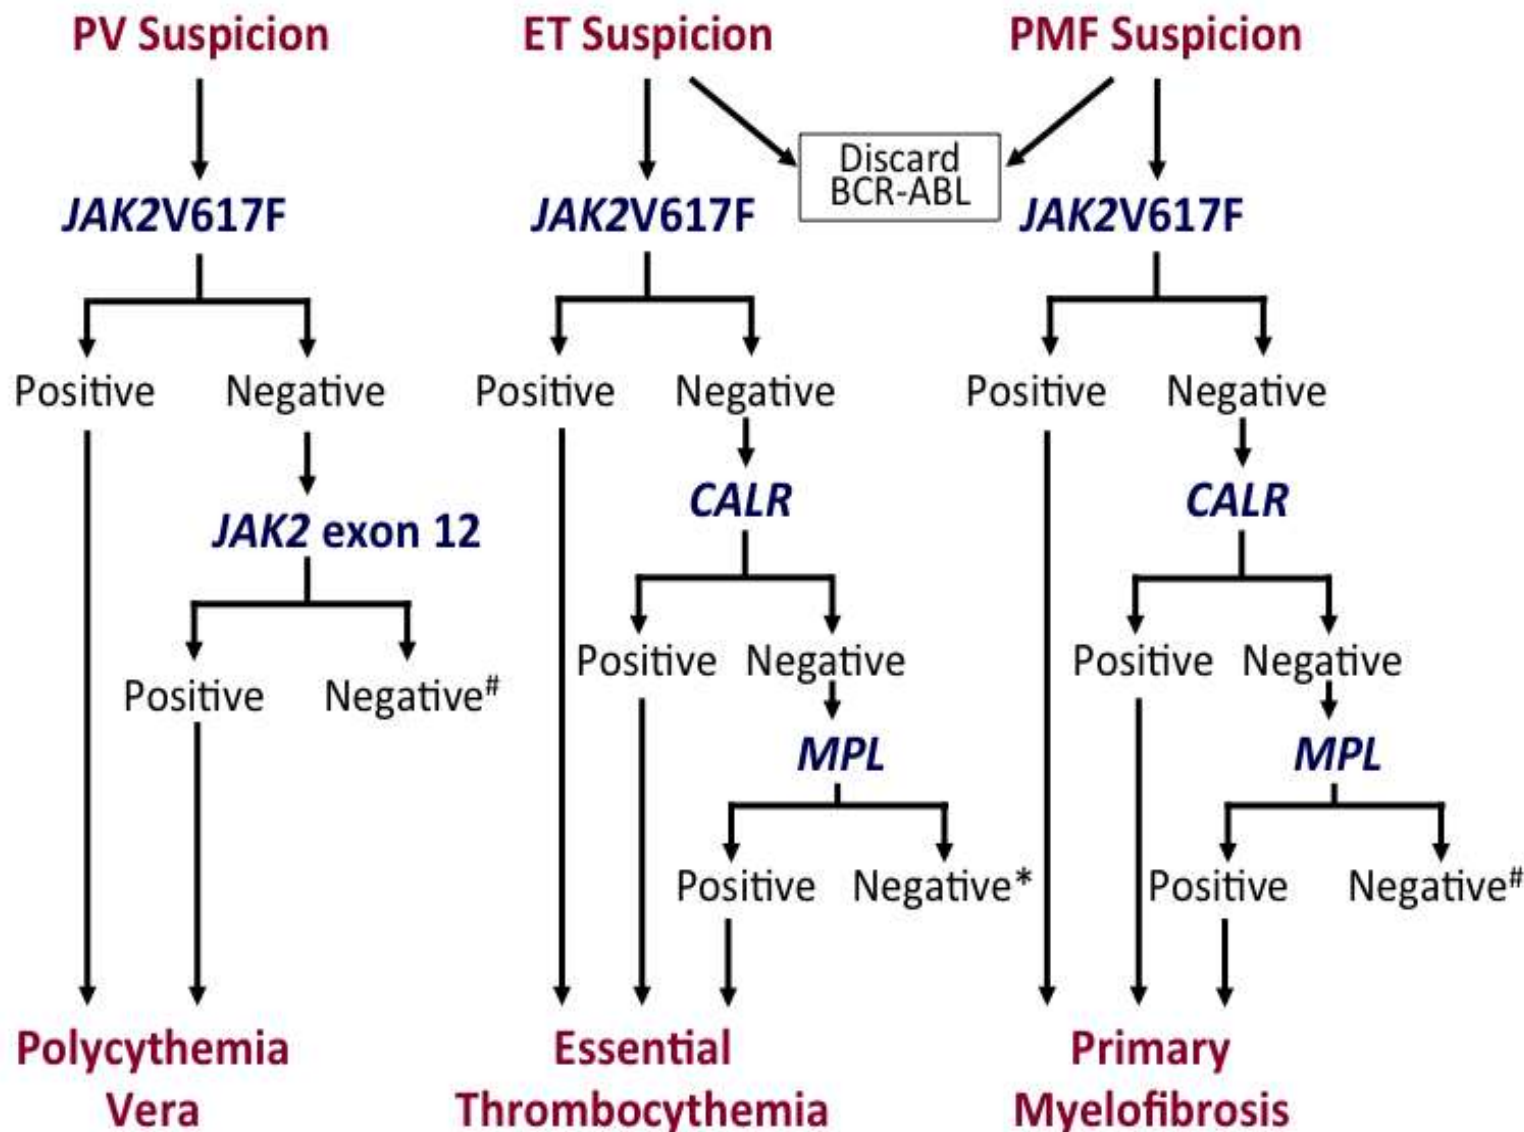 PV Suspicion
ET Suspicion
PMF Suspicion
Discard
BCR-ABL
JAK2V617F
JAK2V617F
JAK2V617F
Positive
Negative
Positive
Negative
Positive
Negative
JAK2 exon 12
CALR
CALR
Positive
Negative#
Positive
Negative
Positive
Negative
MPL
MPL
Positive
Negative*
Positive
Negative#
Polycythemia
Vera
Essential
Thrombocythemia
Primary
Myelofibrosis